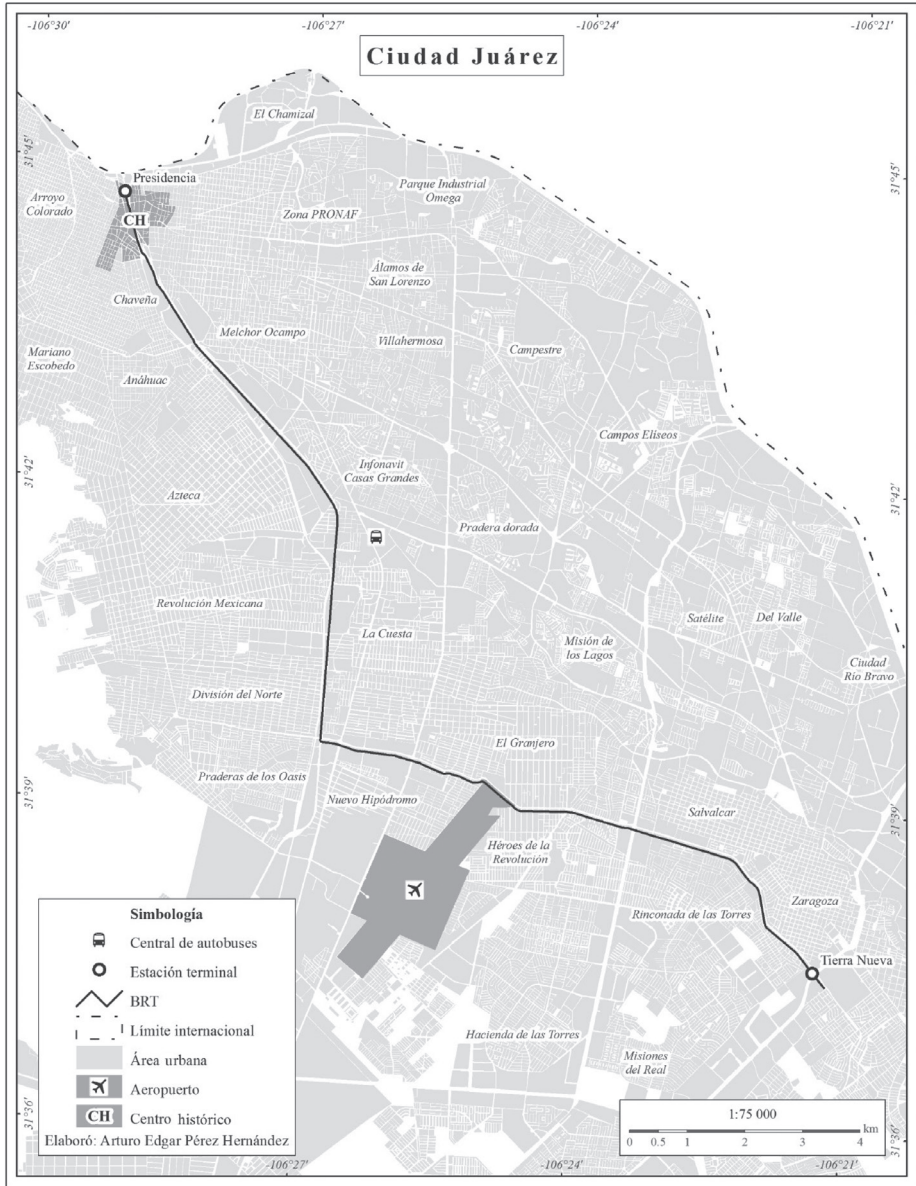 -106°30'
-106°27'
-106°24'
-106°21'
Ciudad Juárez
31°45'
31°45'
El Chamizal
Presidencia
Arroyo
Colorado
CH
Zona PRONAF
Parque Industrial
Omega
Álamos de
San Lorenzo
Chaveña
Melchor Ocampo
Villahermosa
Campestre
Mariano
Escobedo
Anáhuac
Campos Elíseos
31°42'
31°42'
Infonavit
Casas Grandes
Azteca
Pradera dorada
Revolución Mexicana
La Cuesta
Misión de
los Lagos
Satélite
Del Valle
Ciudad
Río Bravo
División del Norte
El Granjero
Praderas de los Oasis
31°39'
31°39'
Nuevo Hipódromo
Salvalcar
Héroes de la
Revolución
Rinconada de las Torres
Zaragoza
Tierra Nueva
Hacienda de las Torres
Misiones
del Real
Simbología
Central de autobuses
Estación terminal
BRT
Límite internacional
Área urbana
Aeropuerto
CH
Centro histórico
Elaboró: Arturo Edgar Pérez Hernández
1:75 000
0 0.5 1 2 3 4 km
31°36'
31°36'
-106°27'
-106°24'
-106°21'